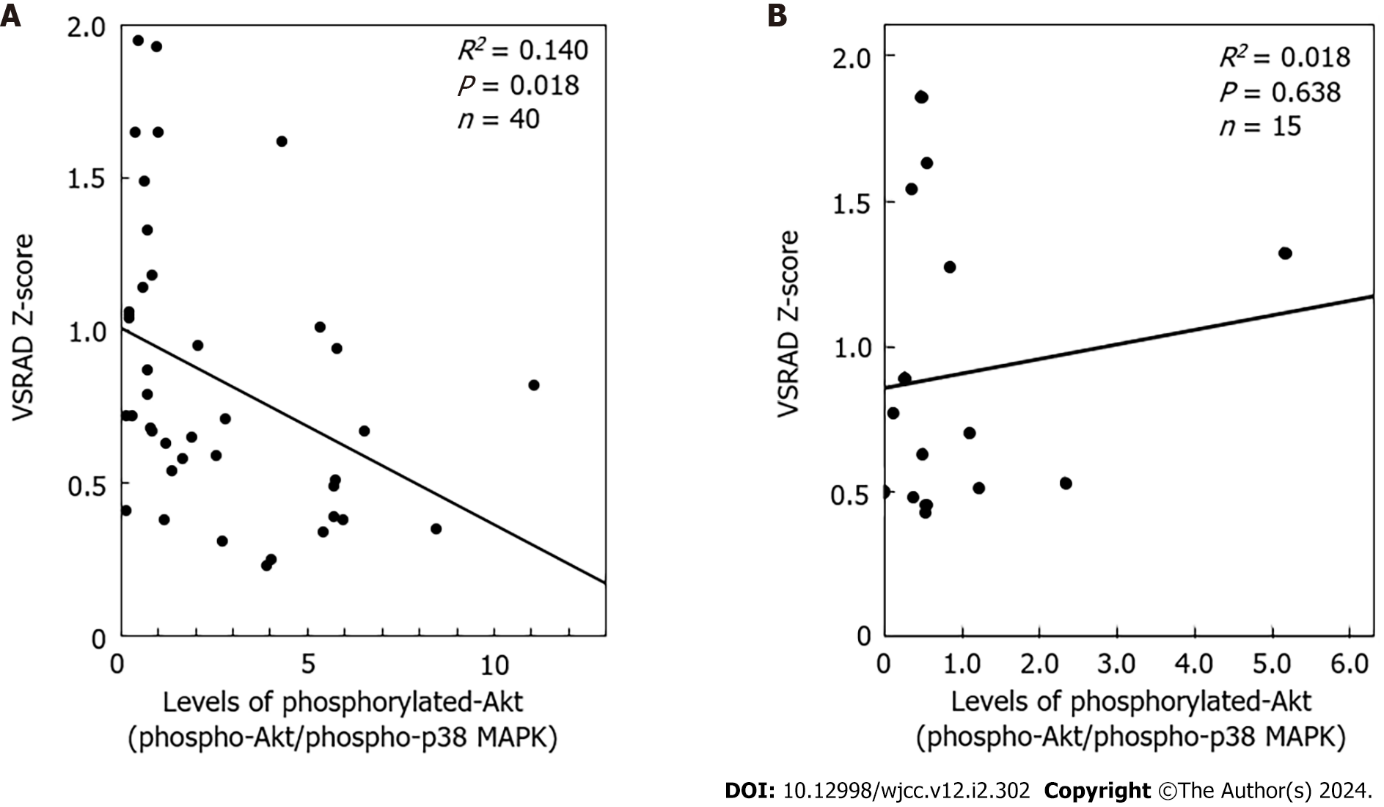 A
2.0
1.5
1.0
0.5
0
VSRAD Z-score
R² = 0.140
P = 0.018
n = 40
0 5 10
Levels of phosphorylated-Akt
(phospho-Akt/phospho-p38 MAPK)
B
2.0
1.5
1.0
0.5
0
VSRAD Z-score
R² = 0.018
P = 0.638
n = 15
0 1.0 2.0 3.0 4.0 5.0 6.0
Levels of phosphorylated-Akt
(phospho-Akt/phospho-p38 MAPK)
DOI: 10.12998/wjcc.v12.i2.302 Copyright ©The Author(s) 2024.